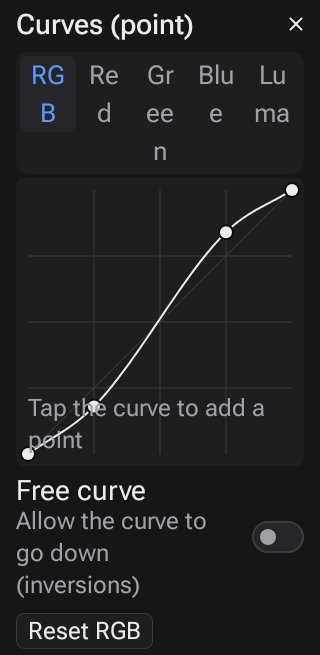 Curves (point)
RG
B
Re
d
Gr
ee
n
Blu
e
Lu
ma
Tap the curve to add a
point
Free curve
Allow the curve to
go down
(inversions)
Reset RGB